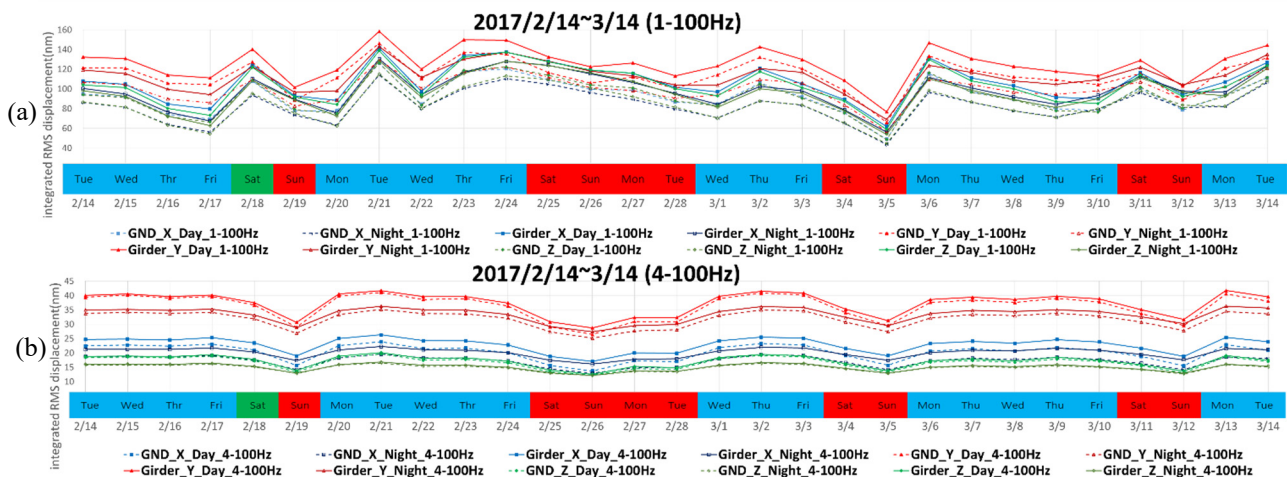 2017/2/14~3/14 (1-100Hz)
(a)
integrated RMS displacement(nm)
160
140
120
100
80
60
40
Tue Wed Thr Fri Sat Sun Mon Tue Wed Thr Fri Sat Sun Mon Tue Wed Thu Fri Sat Sun Mon Tue Wed Thu Fri Sat Sun Mon Tue
2/14 2/15 2/16 2/17 2/18 2/19 2/20 2/21 2/22 2/23 2/24 2/25 2/26 2/27 2/28 3/1 3/2 3/3 3/4 3/5 3/6 3/7 3/8 3/9 3/10 3/11 3/12 3/13 3/14
GND_X_Day_1-100Hz GND_X_Night_1-100Hz Girder_X_Day_1-100Hz Girder_X_Night_1-100Hz GND_Y_Day_1-100Hz GND_Y_Night_1-100Hz
Girder_Y_Day_1-100Hz Girder_Y_Night_1-100Hz GND_Z_Day_1-100Hz GND_Z_Night_1-100Hz Girder_Z_Day_1-100Hz Girder_Z_Night_1-100Hz
2017/2/14~3/14 (4-100Hz)
(b)
integrated RMS displacement(nm)
45
40
35
30
25
20
15
10
Tue Wed Thr Fri Sat Sun Mon Tue Wed Thr Fri Sat Sun Mon Tue Wed Thu Fri Sat Sun Mon Tue Wed Thu Fri Sat Sun Mon Tue
2/14 2/15 2/16 2/17 2/18 2/19 2/20 2/21 2/22 2/23 2/24 2/25 2/26 2/27 2/28 3/1 3/2 3/3 3/4 3/5 3/6 3/7 3/8 3/9 3/10 3/11 3/12 3/13 3/14
GND_X_Day_4-100Hz GND_X_Night_4-100Hz Girder_X_Day_4-100Hz Girder_X_Night_4-100Hz GND_Y_Day_4-100Hz GND_Y_Night_4-100Hz
Girder_Y_Day_4-100Hz Girder_Y_Night_4-100Hz GND_Z_Day_4-100Hz GND_Z_Night_4-100Hz Girder_Z_Day_4-100Hz Girder_Z_Night_4-100Hz